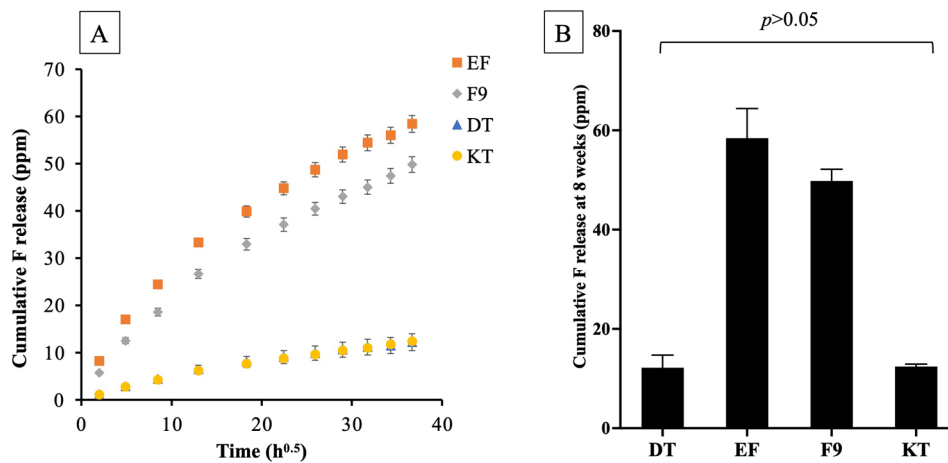 A
Cumulative F release (ppm)
70
60
50
40
30
20
10
0
0 10 20 30 40
Time (h^0.5)
EF
F9
DT
KT
B
p>0.05
Cumulative F release at 8 weeks (ppm)
80
60
40
20
0
DT EF F9 KT